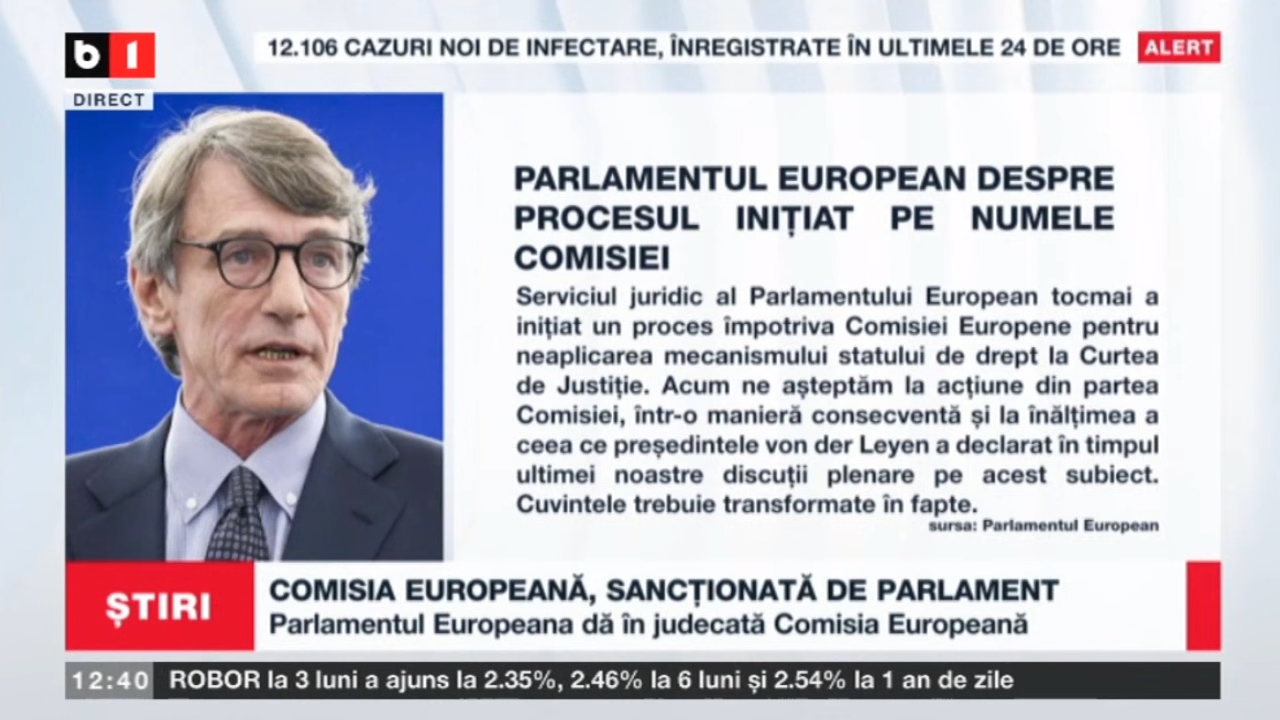 b 1
12.106 CAZURI NOI DE INFECTARE, ÎNREGISTRATE ÎN ULTIMELE 24 DE ORE
ALERT
DIRECT
PARLAMENTUL EUROPEAN DESPRE
PROCESUL INIȚIAT PE NUMELE
COMISIEI
Serviciul juridic al Parlamentului European tocmai a
inițiat un proces împotriva Comisiei Europene pentru
neaplicarea mecanismului statului de drept la Curtea
de Justiție. Acum ne așteptăm la acțiune din partea
Comisiei, într-o manieră consecventă și la înălțimea a
ceea ce președintele von der Leyen a declarat în timpul
ultimei noastre discuții plenare pe acest subiect.
Cuvintele trebuie transformate în fapte.
sursa: Parlamentul European
ȘTIRI
COMISIA EUROPEANĂ, SANCȚIONATĂ DE PARLAMENT
Parlamentul Europeana dă în judecată Comisia Europeană
12:40
ROBOR la 3 luni a ajuns la 2.35%, 2.46% la 6 luni și 2.54% la 1 an de zile